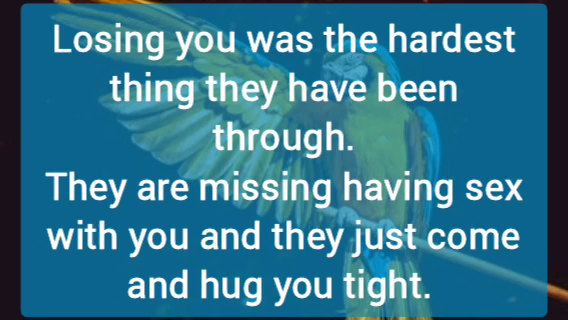 Losing you was the hardest
thing they have been
through.
They are missing having sex
with you and they just come
and hug you tight.